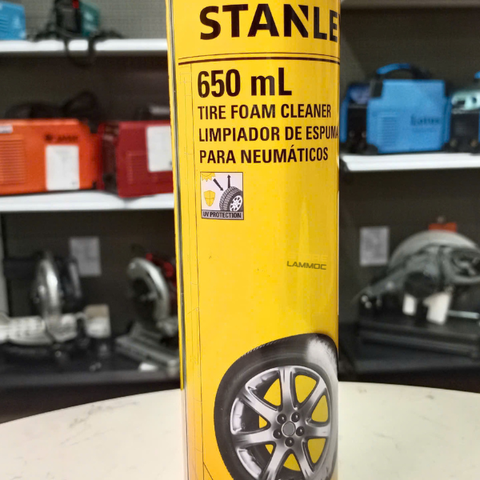 STANLE
650 mL
TIRE FOAM CLEANER
LIMPIADOR DE ESPUMA
PARA NEUMÁTICOS
UV PROTECTION
LAMMOC